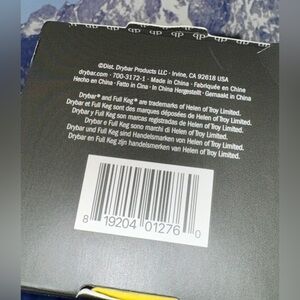 ©Dist. Drybar Products LLC · Irvine, CA 92618 USA
drybar.com · 700-3172-1 · Made in China · Fabriquée en Chine
Hecho en China · Fatto in Cina · In China Hergestellt · Gemaakt in China
Drybar® and Full Keg® are trademarks of Helen of Troy Limited.
Drybar et Full Keg sont des marques déposées de Helen of Troy Limited.
Drybar y Full Keg son marcas registradas de Helen of Troy Limited.
Drybar e Full Keg sono marchi di Helen of Troy Limited.
Drybar und Full Keg sind Handelsmarken von Helen of Troy Limited.
Drybar en Full Keg zijn handelsmerken van Helen of Troy Limited.
8 19204 01276 0